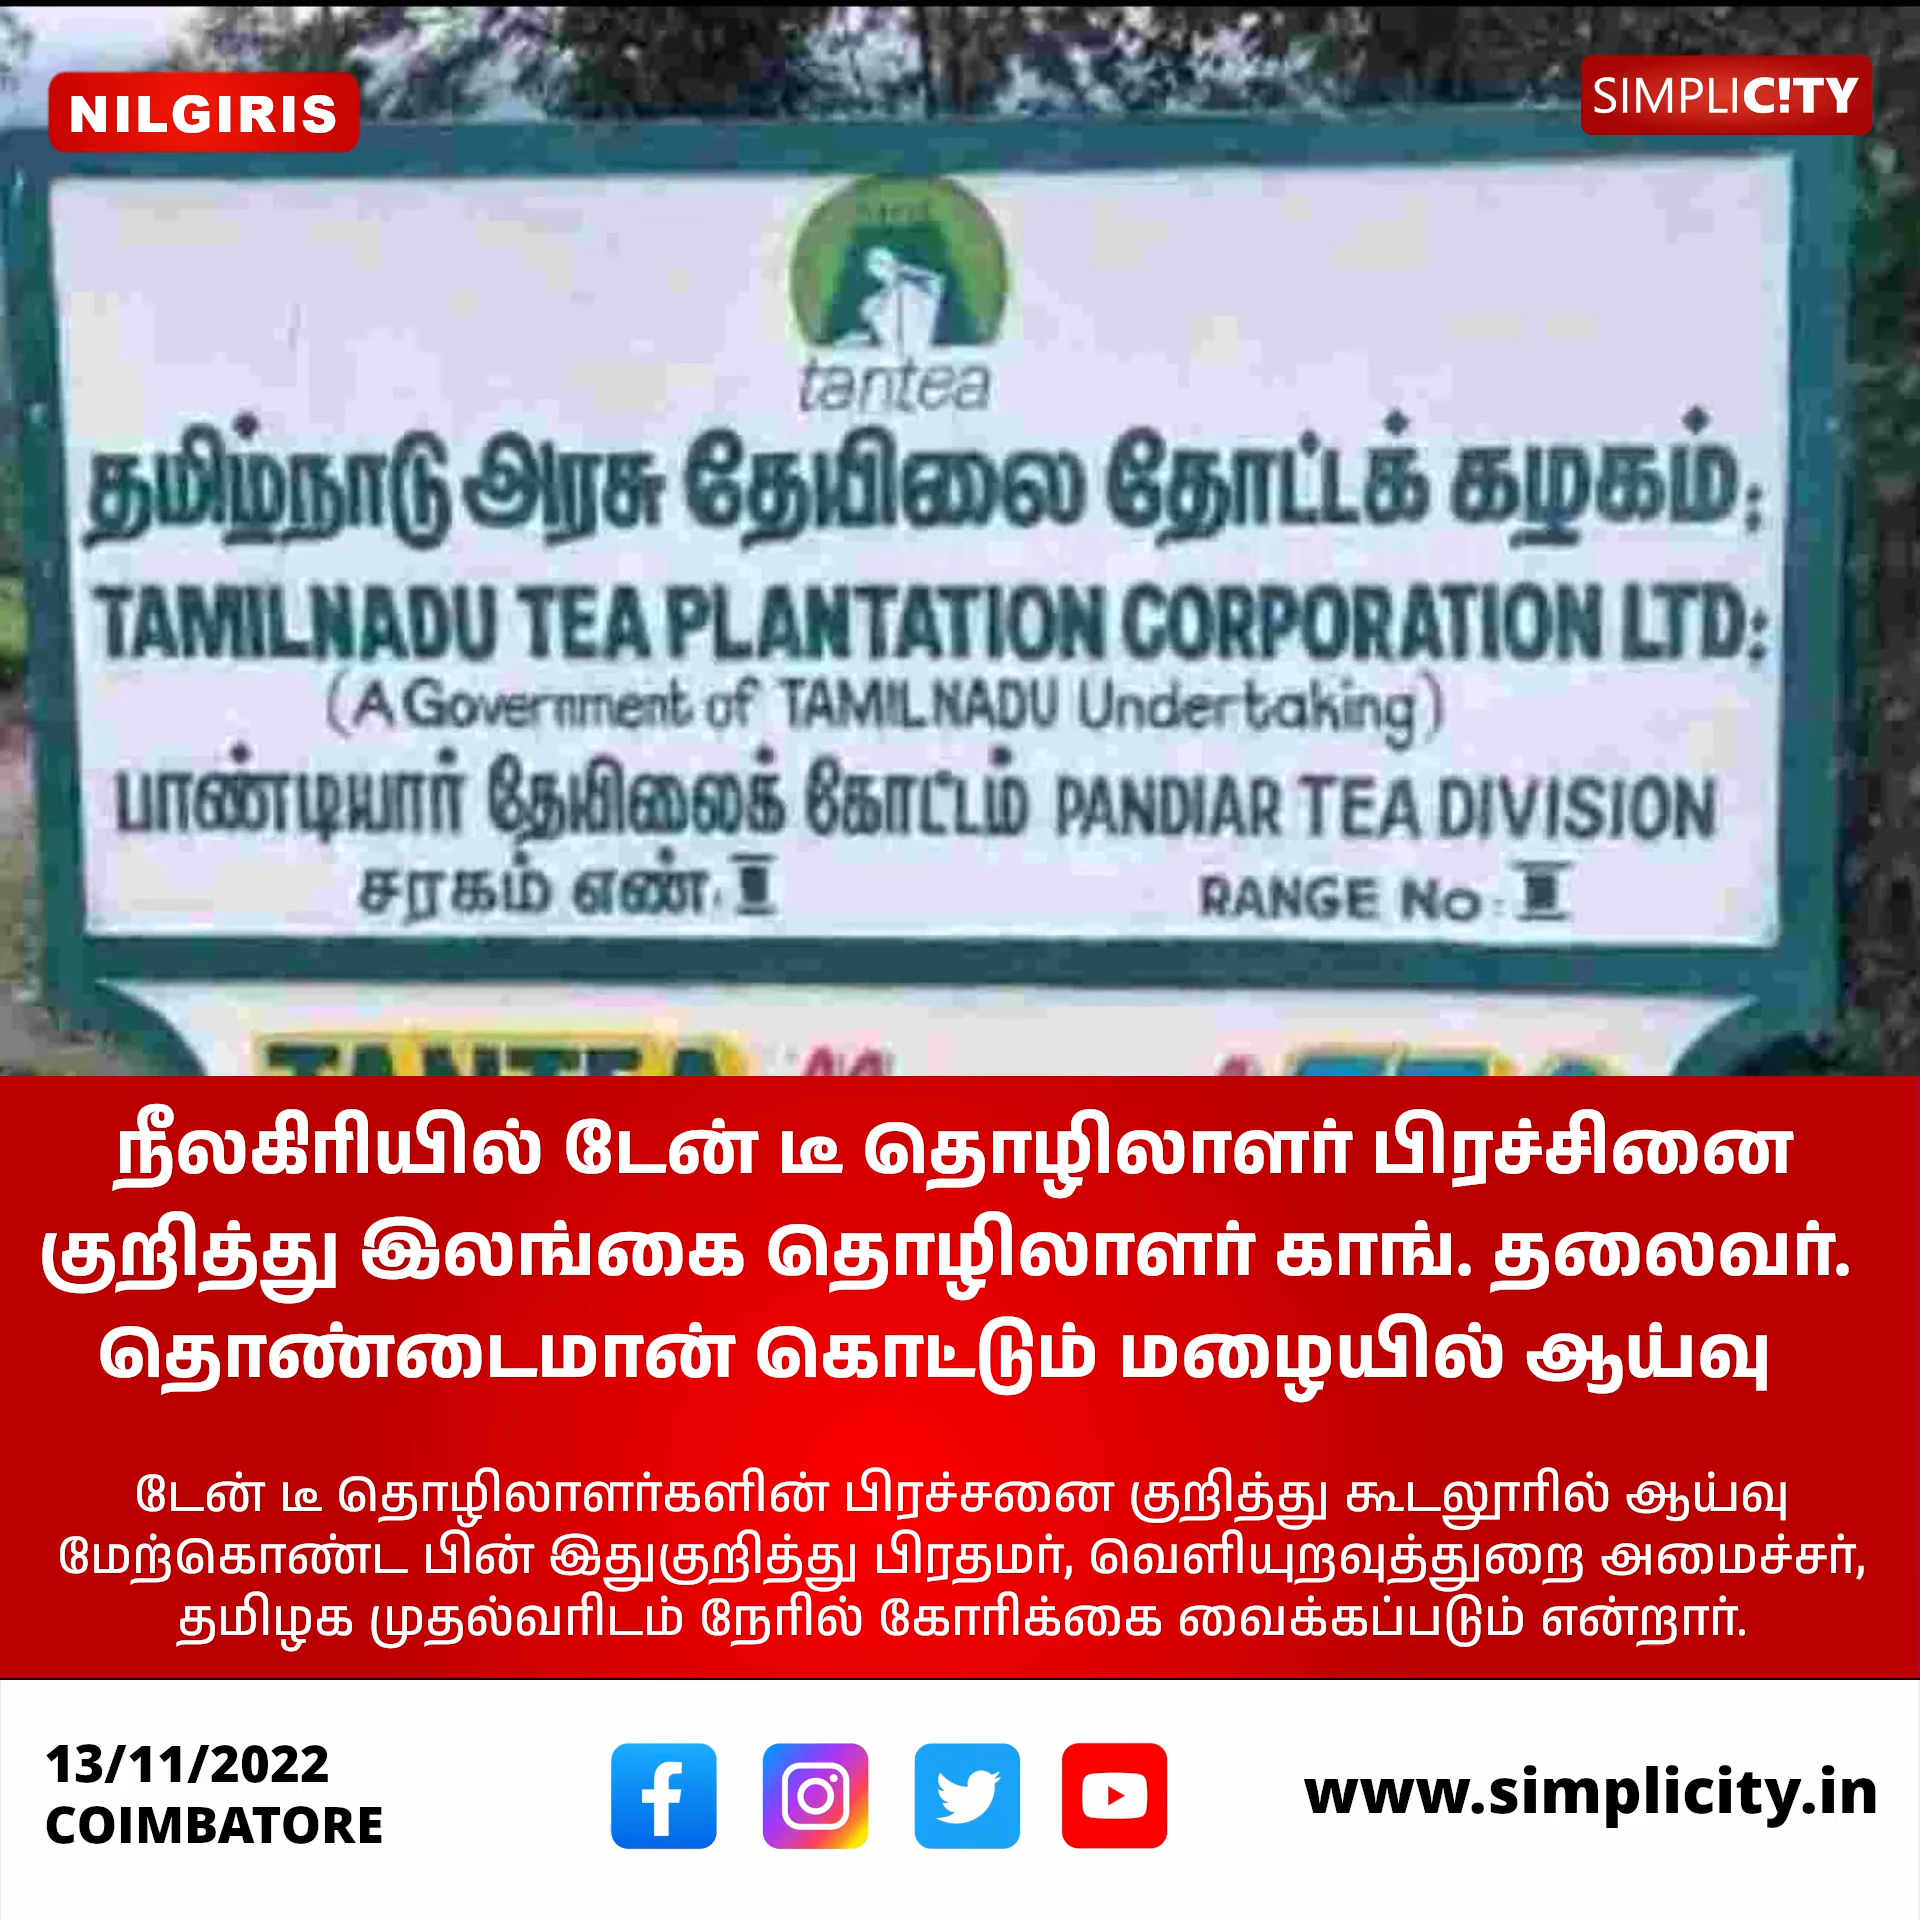 NILGIRIS
SIMPLIC!TY
tantea
தமிழ்நாடு அரசு தேயிலை தோட்டக் கழகம்:
TAMILNADU TEA PLANTATION CORPORATION LTD:
(A Government of TAMILNADU Undertaking)
பாண்டியார் தேயிலைக் கோட்டம் PANDIAR TEA DIVISION
சரகம் எண்.
RANGE No:
TANTEA
நீலகிரியில் டேன் டீ தொழிலாளர் பிரச்சினை
குறித்து இலங்கை தொழிலாளர் காங். தலைவர்.
தொண்டைமான் கொட்டும் மழையில் ஆய்வு
டேன் டீ தொழிலாளர்களின் பிரச்சனை குறித்து கூடலூரில் ஆய்வு
மேற்கொண்ட பின் இதுகுறித்து பிரதமர், வெளியுறவுத்துறை அமைச்சர்,
தமிழக முதல்வரிடம் நேரில் கோரிக்கை வைக்கப்படும் என்றார்.
13/11/2022
COIMBATORE
www.simplicity.in